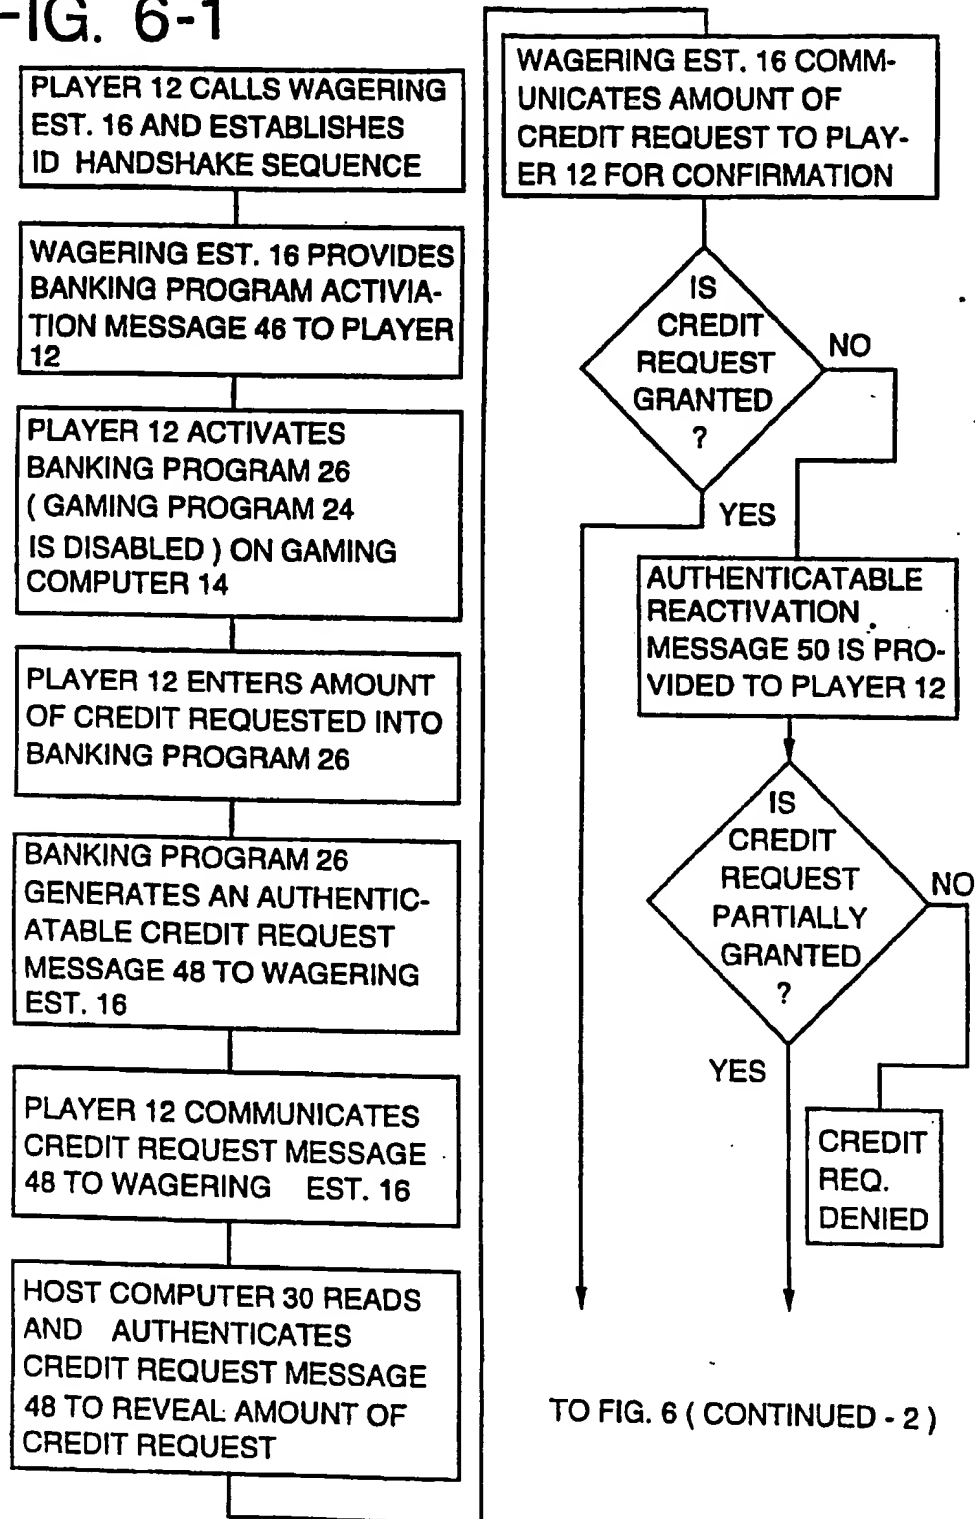 FIG. 6-1
PLAYER 12 CALLS WAGERING
EST. 16 AND ESTABLISHES
ID HANDSHAKE SEQUENCE
WAGERING EST. 16 PROVIDES
BANKING PROGRAM ACTIVIA-
TION MESSAGE 46 TO PLAYER
12
PLAYER 12 ACTIVATES
BANKING PROGRAM 26
( GAMING PROGRAM 24
IS DISABLED ) ON GAMING
COMPUTER 14
PLAYER 12 ENTERS AMOUNT
OF CREDIT REQUESTED INTO
BANKING PROGRAM 26
BANKING PROGRAM 26
GENERATES AN AUTHENTIC-
ATABLE CREDIT REQUEST
MESSAGE 48 TO WAGERING
EST. 16
PLAYER 12 COMMUNICATES
CREDIT REQUEST MESSAGE
48 TO WAGERING EST. 16
HOST COMPUTER 30 READS
AND AUTHENTICATES
CREDIT REQUEST MESSAGE
48 TO REVEAL AMOUNT OF
CREDIT REQUEST
WAGERING EST. 16 COMM-
UNICATES AMOUNT OF
CREDIT REQUEST TO PLAY-
ER 12 FOR CONFIRMATION
IS
CREDIT
REQUEST
GRANTED
?
NO
YES
AUTHENTICATABLE
REACTIVATION
MESSAGE 50 IS PRO-
VIDED TO PLAYER 12
IS
CREDIT
REQUEST
PARTIALLY
GRANTED
?
NO
YES
CREDIT
REQ.
DENIED
TO FIG. 6 ( CONTINUED - 2 )